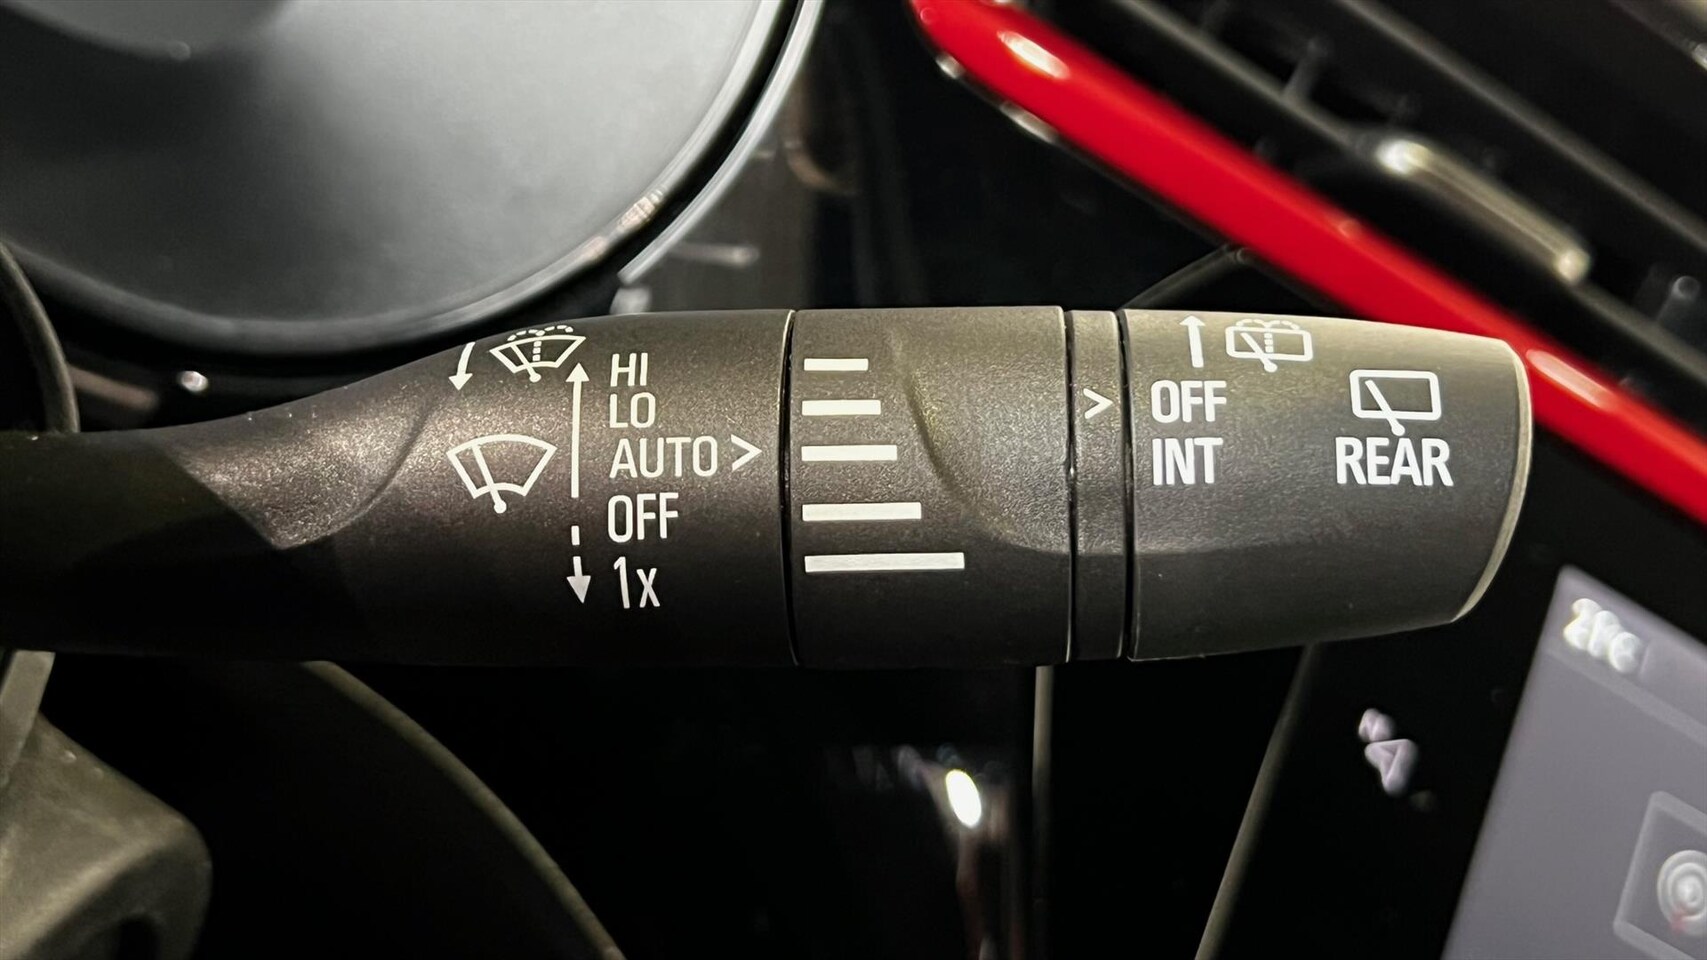 HI
LO
AUTO >
OFF
1x
>
OFF
INT
REAR